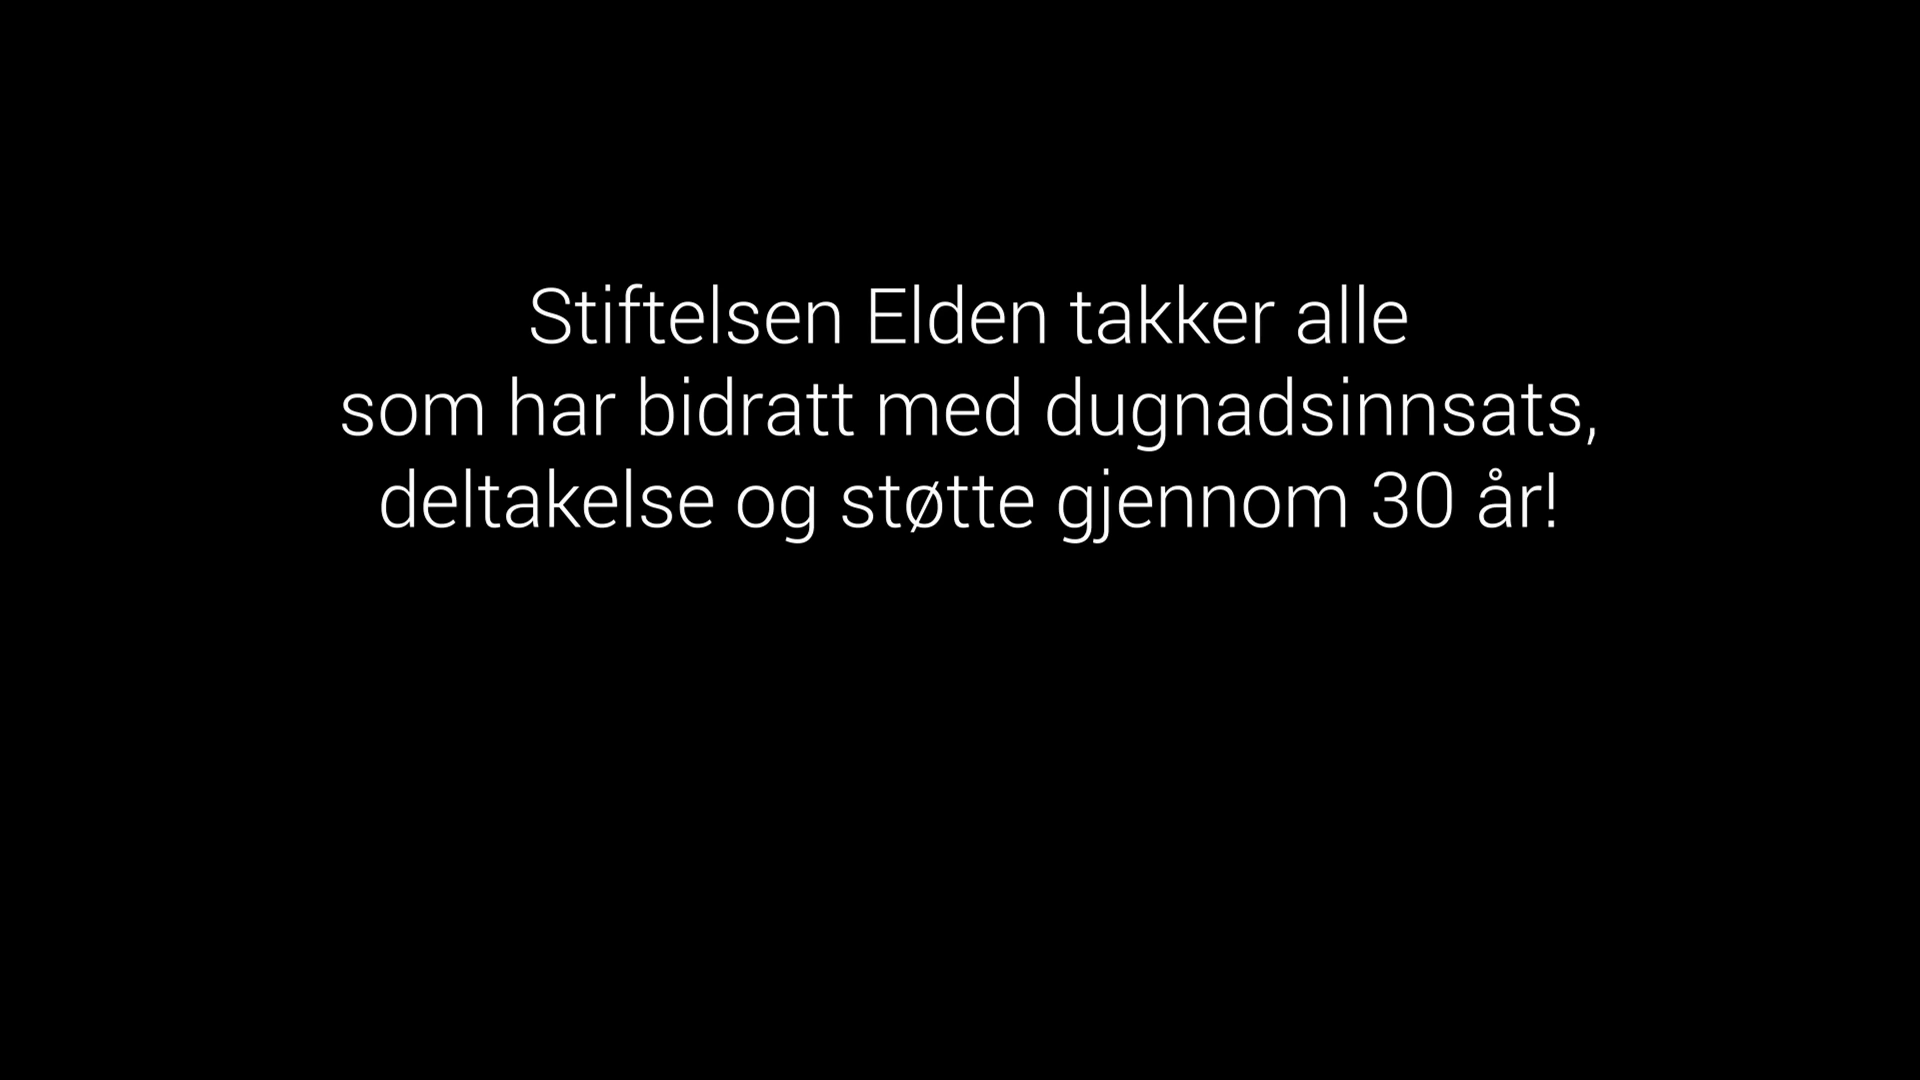 Stiftelsen Elden takker alle
som har bidratt med dugnadsinnsats,
deltakelse og støtte gjennom 30 år!